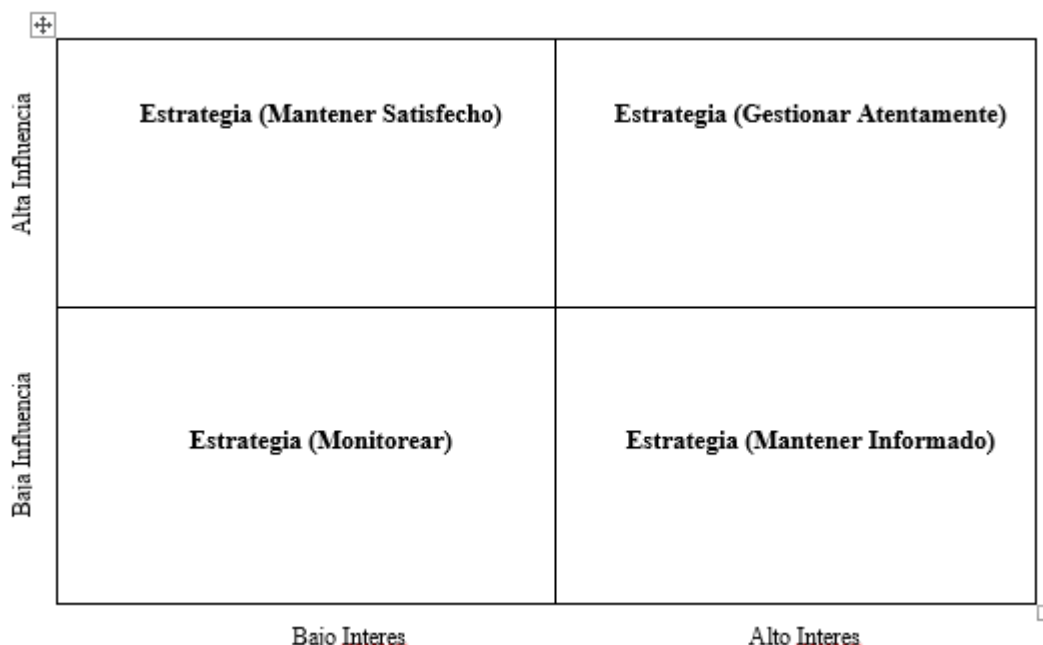 Alta Influencia
Estrategia (Mantener Satisfecho)
Estrategia (Gestionar Atentamente)
Baja Influencia
Estrategia (Monitorear)
Estrategia (Mantener Informado)
Bajo Interes
Alto Interes